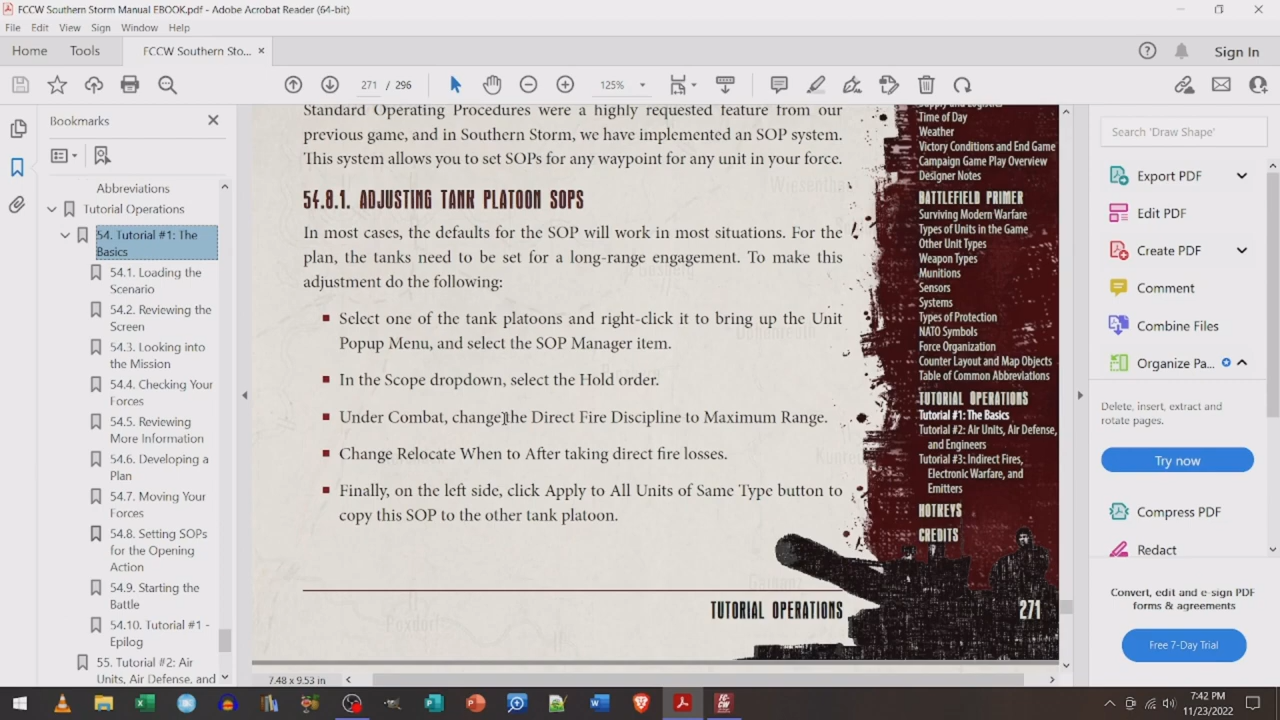 FCCW Southern Storm Manual EBOOK.pdf - Adobe Acrobat Reader (64-bit)
File Edit View Sign Window Help
Home Tools FCCW Southern Sto... × Sign In
271 / 296 125%
Bookmarks
Abbreviations
Tutorial Operations
54. Tutorial #1: The
Basics
54.1. Loading the
Scenario
54.2. Reviewing the
Screen
54.3. Looking into
the Mission
54.4. Checking Your
Forces
54.5. Reviewing
More Information
54.6. Developing a
Plan
54.7. Moving Your
Forces
54.8. Setting SOPs
for the Opening
Action
54.9. Starting the
Battle
54.10. Tutorial #1 -
Epilog
55. Tutorial #2: Air
Units, Air Defense, and
Standard Operating Procedures were a highly requested feature from our
previous game, and in Southern Storm, we have implemented an SOP system.
This system allows you to set SOPs for any waypoint for any unit in your force.
54.8.1. ADJUSTING TANK PLATOON SOPS
In most cases, the defaults for the SOP will work in most situations. For the
plan, the tanks need to be set for a long-range engagement. To make this
adjustment do the following:
Select one of the tank platoons and right-click it to bring up the Unit
Popup Menu, and select the SOP Manager item.
In the Scope dropdown, select the Hold order.
Under Combat, change the Direct Fire Discipline to Maximum Range.
Change Relocate When to After taking direct fire losses.
Finally, on the left side, click Apply to All Units of Same Type button to
copy this SOP to the other tank platoon.
TUTORIAL OPERATIONS
271
7.48 x 9.53 in
Supply and Logistics
Time of Day
Weather
Victory Conditions and End Game
Campaign Game Play Overview
Designer Notes
BATTLEFIELD PRIMER
Surviving Modern Warfare
Types of Units in the Game
Other Unit Types
Weapon Types
Munitions
Sensors
Systems
Types of Protection
NATO Symbols
Force Organization
Counter Layout and Map Objects
Table of Common Abbreviations
TUTORIAL OPERATIONS
Tutorial #1: The Basics
Tutorial #2: Air Units, Air Defense,
and Engineers
Tutorial #3: Indirect Fires,
Electronic Warfare, and
Emitters
HOTKEYS
CREDITS
Search 'Draw Shape'
Export PDF
Edit PDF
Create PDF
Comment
Combine Files
Organize Pa...
Delete, insert, extract and
rotate pages.
Try now
Compress PDF
Redact
Convert, edit and e-sign PDF
forms & agreements
Free 7-Day Trial
7:42 PM
11/23/2022